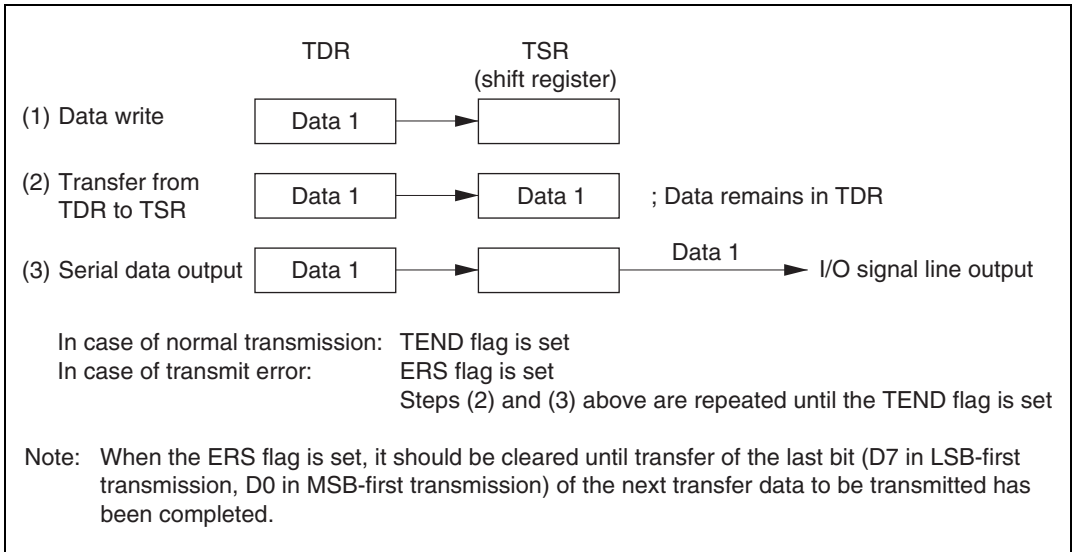 TDR TSR
(shift register)
(1) Data write Data 1
(2) Transfer from
TDR to TSR Data 1 Data 1 ; Data remains in TDR
(3) Serial data output Data 1 Data 1 I/O signal line output
In case of normal transmission: TEND flag is set
In case of transmit error: ERS flag is set
Steps (2) and (3) above are repeated until the TEND flag is set
Note: When the ERS flag is set, it should be cleared until transfer of the last bit (D7 in LSB-first
transmission, D0 in MSB-first transmission) of the next transfer data to be transmitted has
been completed.